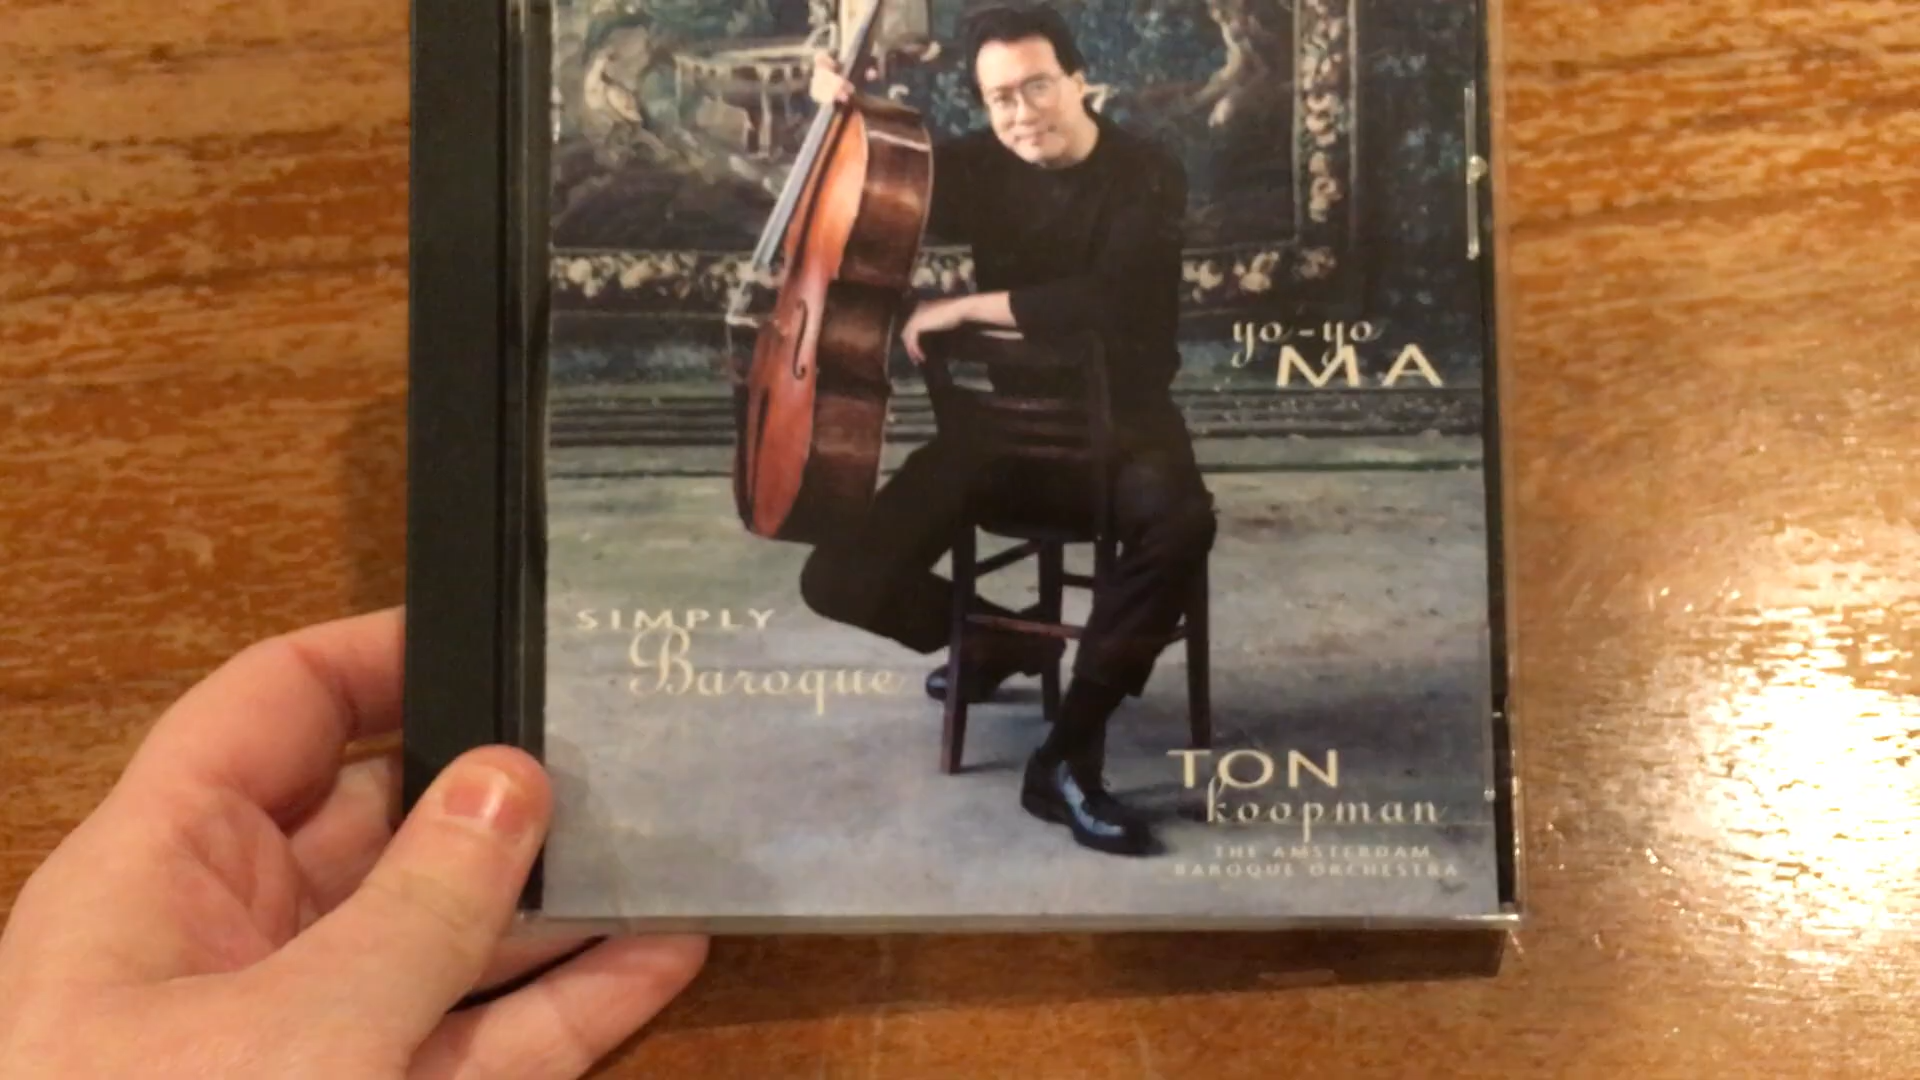 yo-yo
MA
SIMPLY
Baroque
TON
koopman
THE AMSTERDAM
BAROQUE ORCHESTRA